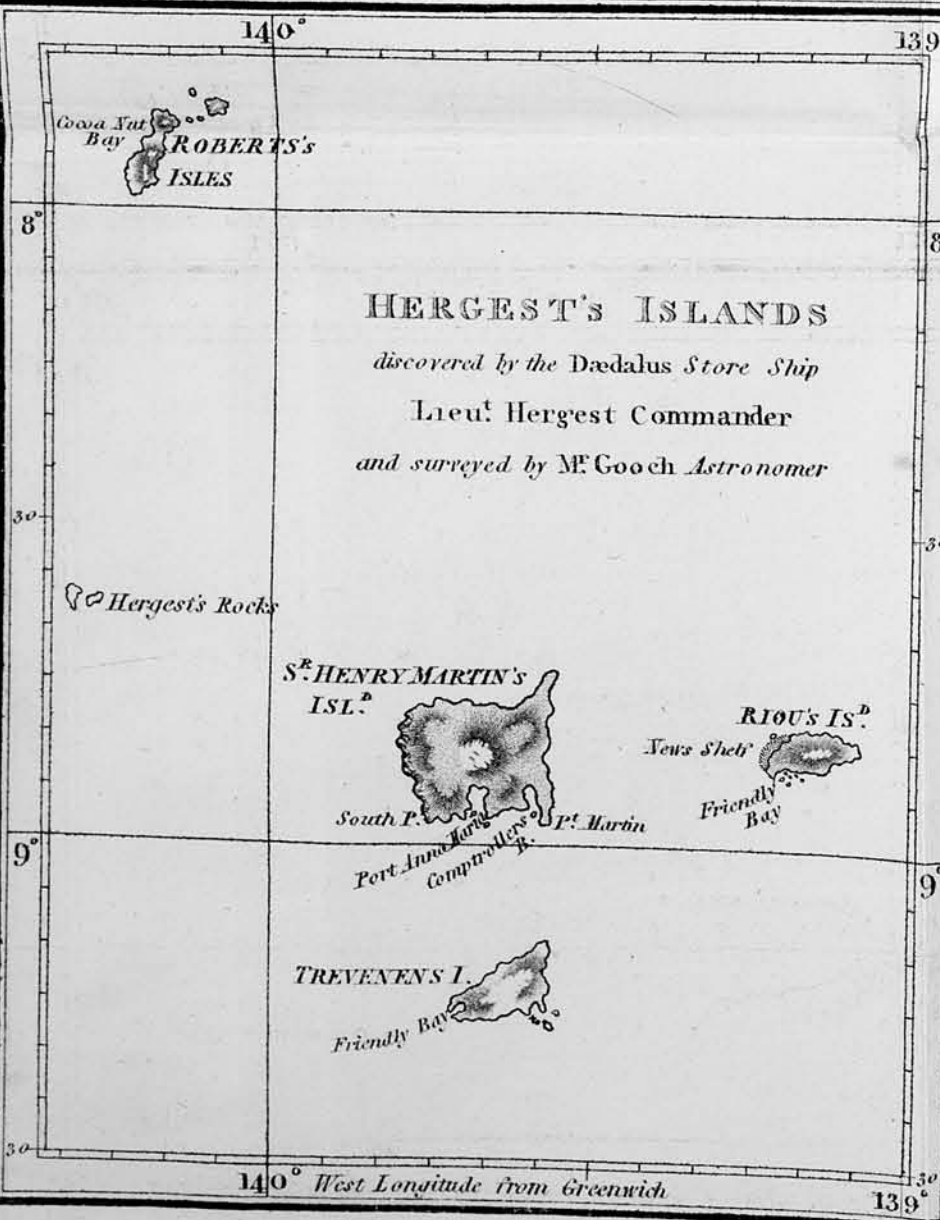 140°
139
Cocoa Nut
Bay
ROBERTS's
ISLES
8°
8
HERGEST's ISLANDS
discovered by the Dædalus Store Ship
Lieuᵗ. Hergest Commander
and surveyed by Mʳ. Gooch Astronomer
30
30
Hergest's Rocks
Sᴿ. HENRY MARTIN'S
ISL.ᴰ
RIOU'S ISᴰ.
News Shelf
Friendly
Bay
South P.
Port Anna Maria
Comptrollers
B.
Pᵗ. Martin
9°
9°
TREVENENS I.
Friendly Bay
30
30
140°
West Longitude from Greenwich
139°